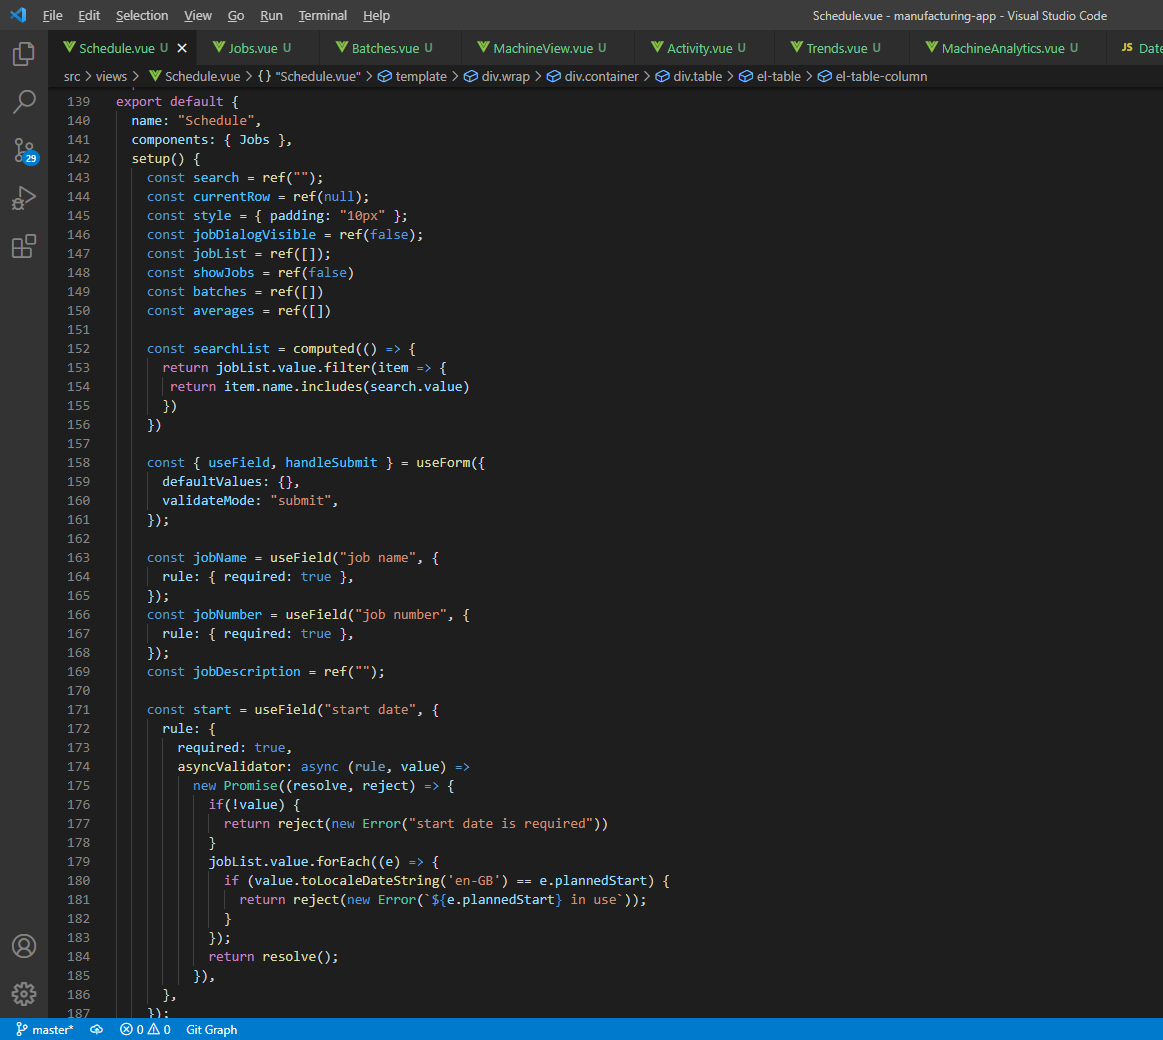 File Edit Selection View Go Run Terminal Help Schedule.vue - manufacturing-app - Visual Studio Code
Schedule.vue U Jobs.vue U Batches.vue U MachineView.vue U Activity.vue U Trends.vue U MachineAnalytics.vue U JS Date
src > views > Schedule.vue > {} "Schedule.vue" > template > div.wrap > div.container > div.table > el-table > el-table-column
139 export default {
140 name: "Schedule",
141 components: { Jobs },
142 setup() {
143 const search = ref("");
144 const currentRow = ref(null);
145 const style = { padding: "10px" };
146 const jobDialogVisible = ref(false);
147 const jobList = ref([]);
148 const showJobs = ref(false)
149 const batches = ref([])
150 const averages = ref([])
151
152 const searchList = computed(() => {
153 return jobList.value.filter(item => {
154 return item.name.includes(search.value)
155 })
156 })
157
158 const { useField, handleSubmit } = useForm({
159 defaultValues: {},
160 validateMode: "submit",
161 });
162
163 const jobName = useField("job name", {
164 rule: { required: true },
165 });
166 const jobNumber = useField("job number", {
167 rule: { required: true },
168 });
169 const jobDescription = ref("");
170
171 const start = useField("start date", {
172 rule: {
173 required: true,
174 asyncValidator: async (rule, value) =>
175 new Promise((resolve, reject) => {
176 if(!value) {
177 return reject(new Error("start date is required"))
178 }
179 jobList.value.forEach((e) => {
180 if (value.toLocaleDateString('en-GB') == e.plannedStart) {
181 return reject(new Error(`${e.plannedStart} in use`));
182 }
183 });
184 return resolve();
185 }),
186 },
187 });
29
master* 0 0 Git Graph